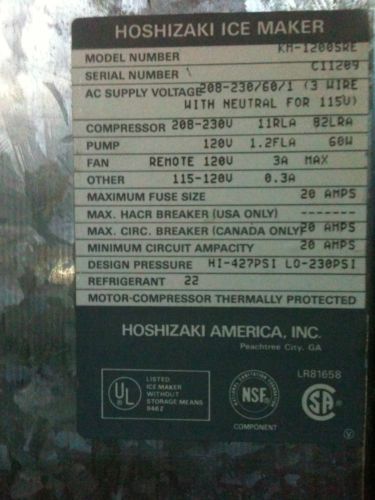 HOSHIZAKI ICE MAKER
MODEL NUMBER KM-1200SRE
SERIAL NUMBER C11209
AC SUPPLY VOLTAGE 208-230/60/1 (3 WIRE
WITH NEUTRAL FOR 115V)
COMPRESSOR 208-230V 11RLA 82LRA
PUMP 120V 1.2FLA 60W
FAN REMOTE 120V 3A MAX
OTHER 115-120V 0.3A
MAXIMUM FUSE SIZE 20 AMPS
MAX. HACR BREAKER (USA ONLY) -------
MAX. CIRC. BREAKER (CANADA ONLY) 20 AMPS
MINIMUM CIRCUIT AMPACITY 20 AMPS
DESIGN PRESSURE HI-427PSI LO-230PSI
REFRIGERANT 22
MOTOR-COMPRESSOR THERMALLY PROTECTED
HOSHIZAKI AMERICA, INC.
Peachtree City, GA
LR81658
UL
LISTED
ICE MAKER
WITHOUT
STORAGE MEANS
946Z
NSF
COMPONENT
SA
V